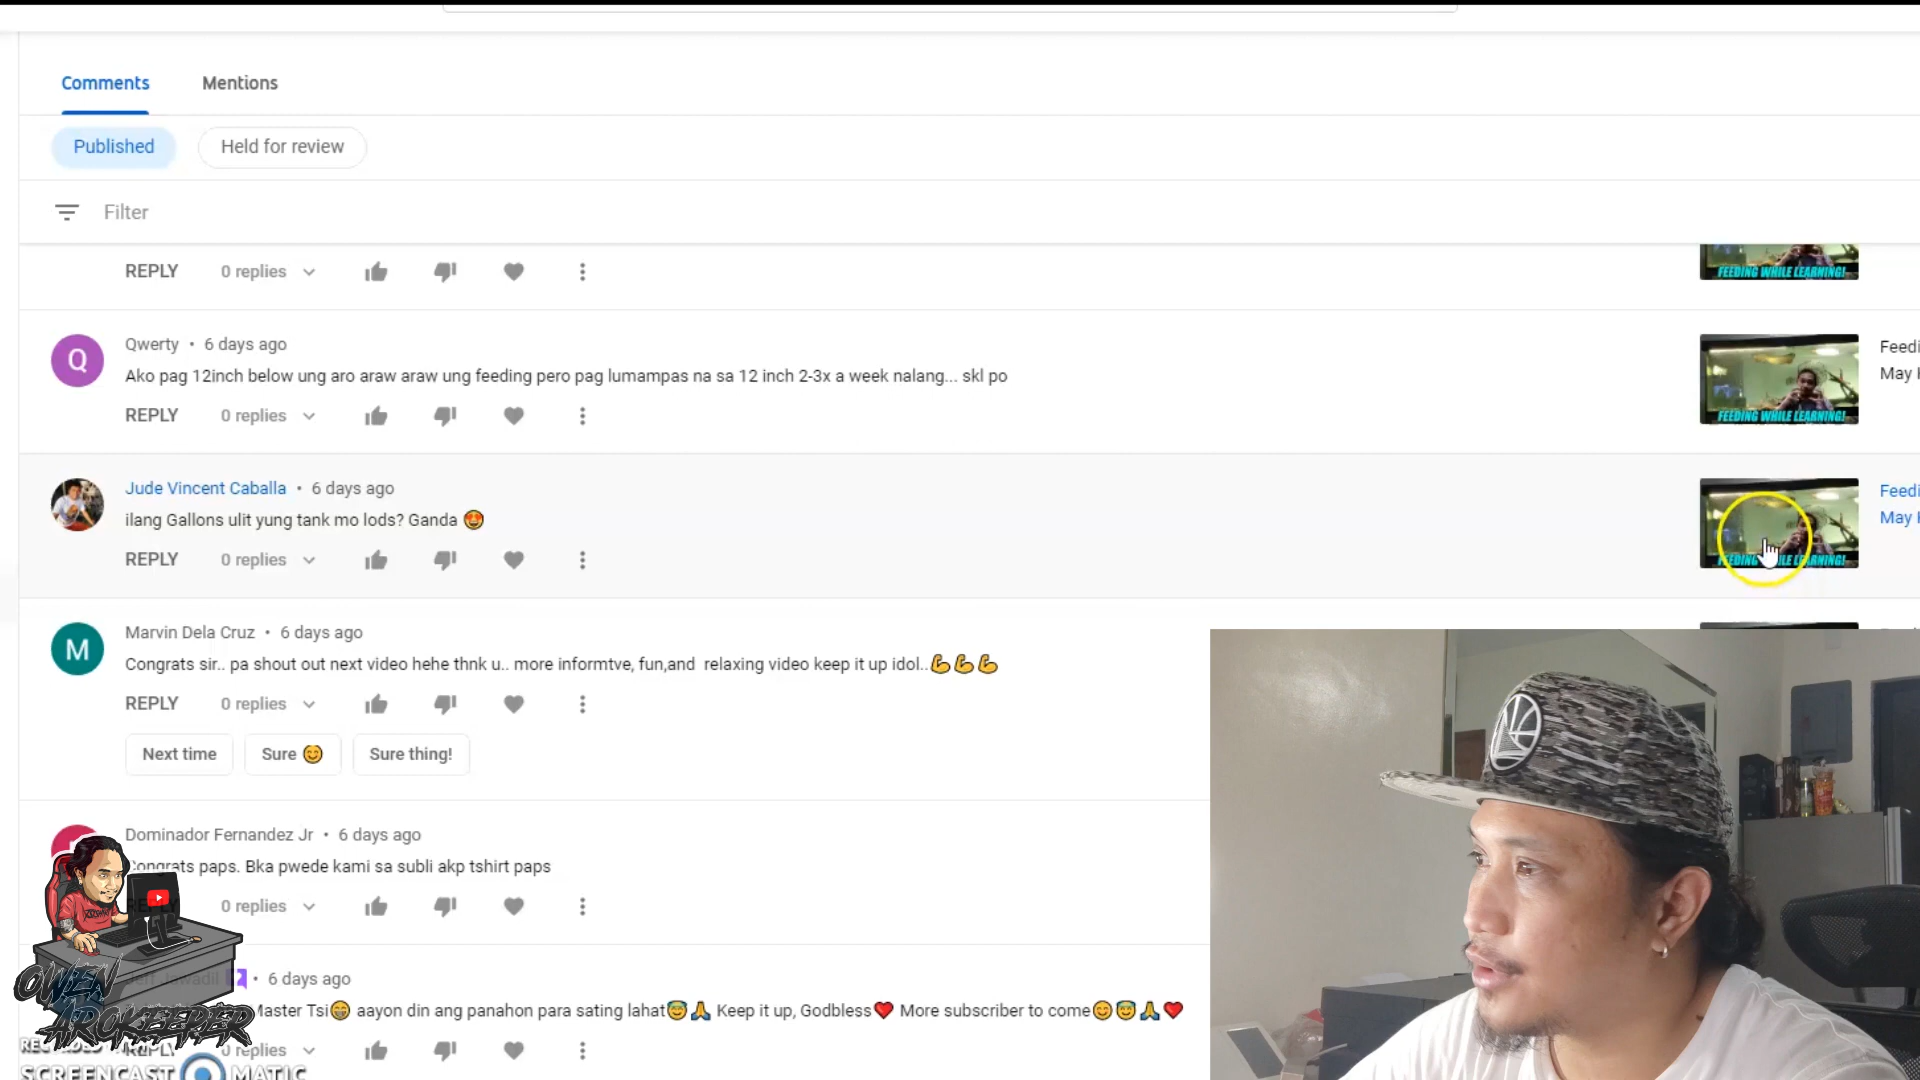 Comments Mentions
Published Held for review
Filter
REPLY 0 replies
FEEDING WHILE LEARNING!
Qwerty • 6 days ago
Ako pag 12inch below ung aro araw araw ung feeding pero pag lumampas na sa 12 inch 2-3x a week nalang... skl po
REPLY 0 replies
Feedi
May
FEEDING WHILE LEARNING!
Q
Jude Vincent Caballa • 6 days ago
ilang Gallons ulit yung tank mo lods? Ganda 😍
REPLY 0 replies
Feedi
May
Marvin Dela Cruz • 6 days ago
Congrats sir.. pa shout out next video hehe thnk u.. more informtve, fun,and relaxing video keep it up idol..💪💪💪
REPLY 0 replies
M
Next time Sure 😊 Sure thing!
Dominador Fernandez Jr • 6 days ago
Congrats paps. Bka pwede kami sa subli akp tshirt paps
REPLY 0 replies
Jeff Jawadil • 6 days ago
Master Tsi😁 aayon din ang panahon para sating lahat😇🙏 Keep it up, Godbless❤️ More subscriber to come😊😇🙏❤️
REPLY 0 replies
OWEN
AROKEEPER
SCREENCAST MATIC